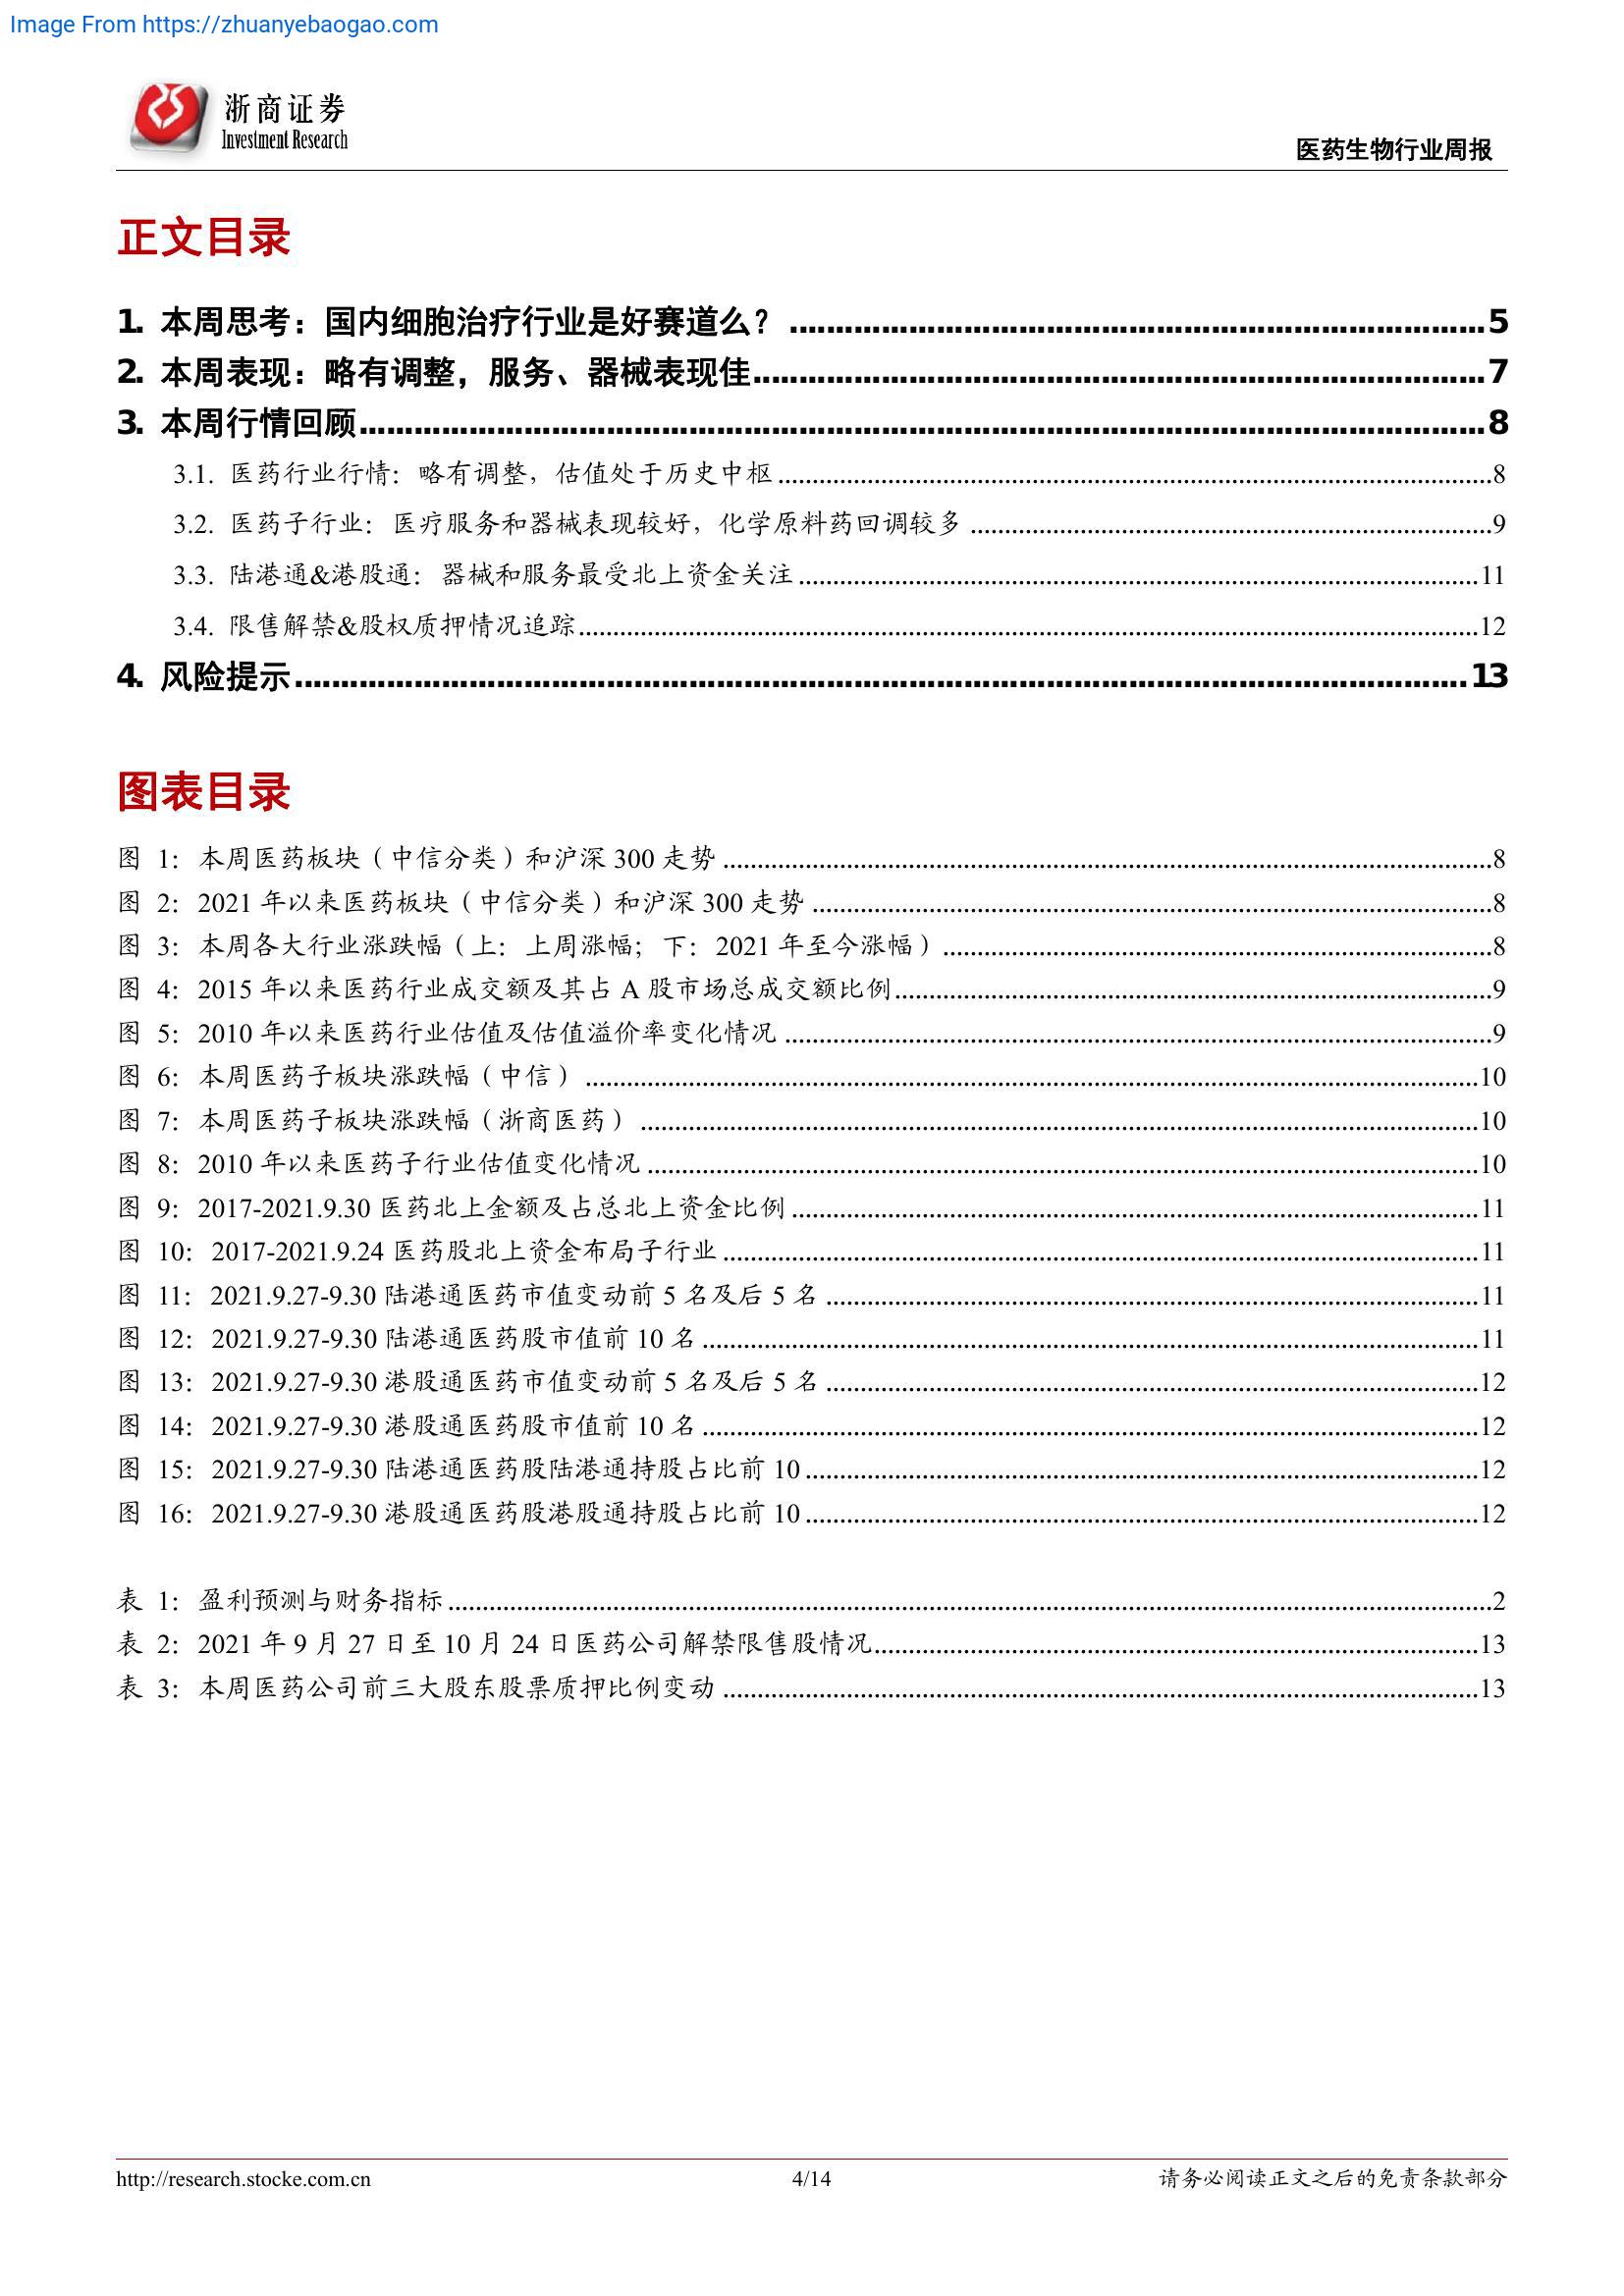 Image From https://zhuanyebaogao.com
浙商证券
Investment Research
医药生物行业周报
正文目录
1. 本周思考：国内细胞治疗行业是好赛道么？ ........ 5
2. 本周表现：略有调整，服务、器械表现佳 ........ 7
3. 本周行情回顾 ........ 8
3.1. 医药行业行情：略有调整，估值处于历史中枢 ........ 8
3.2. 医药子行业：医疗服务和器械表现较好，化学原料药回调较多 ........ 9
3.3. 陆港通&港股通：器械和服务最受北上资金关注 ........ 11
3.4. 限售解禁&股权质押情况追踪 ........ 12
4. 风险提示 ........ 13
图表目录
图 1：本周医药板块（中信分类）和沪深 300 走势 ........ 8
图 2：2021 年以来医药板块（中信分类）和沪深 300 走势 ........ 8
图 3：本周各大行业涨跌幅（上：上周涨幅；下：2021 年至今涨幅） ........ 8
图 4：2015 年以来医药行业成交额及其占 A 股市场总成交额比例 ........ 9
图 5：2010 年以来医药行业估值及估值溢价率变化情况 ........ 9
图 6：本周医药子板块涨跌幅（中信） ........ 10
图 7：本周医药子板块涨跌幅（浙商医药） ........ 10
图 8：2010 年以来医药子行业估值变化情况 ........ 10
图 9：2017-2021.9.30 医药北上金额及占总北上资金比例 ........ 11
图 10：2017-2021.9.24 医药股北上资金布局子行业 ........ 11
图 11：2021.9.27-9.30 陆港通医药市值变动前 5 名及后 5 名 ........ 11
图 12：2021.9.27-9.30 陆港通医药股市值前 10 名 ........ 11
图 13：2021.9.27-9.30 港股通医药市值变动前 5 名及后 5 名 ........ 12
图 14：2021.9.27-9.30 港股通医药股市值前 10 名 ........ 12
图 15：2021.9.27-9.30 陆港通医药股陆港通持股占比前 10 ........ 12
图 16：2021.9.27-9.30 港股通医药股港股通持股占比前 10 ........ 12
表 1：盈利预测与财务指标 ........ 2
表 2：2021 年 9 月 27 日至 10 月 24 日医药公司解禁限售股情况 ........ 13
表 3：本周医药公司前三大股东股票质押比例变动 ........ 13
http://research.stocke.com.cn
4/14
请务必阅读正文之后的免责条款部分